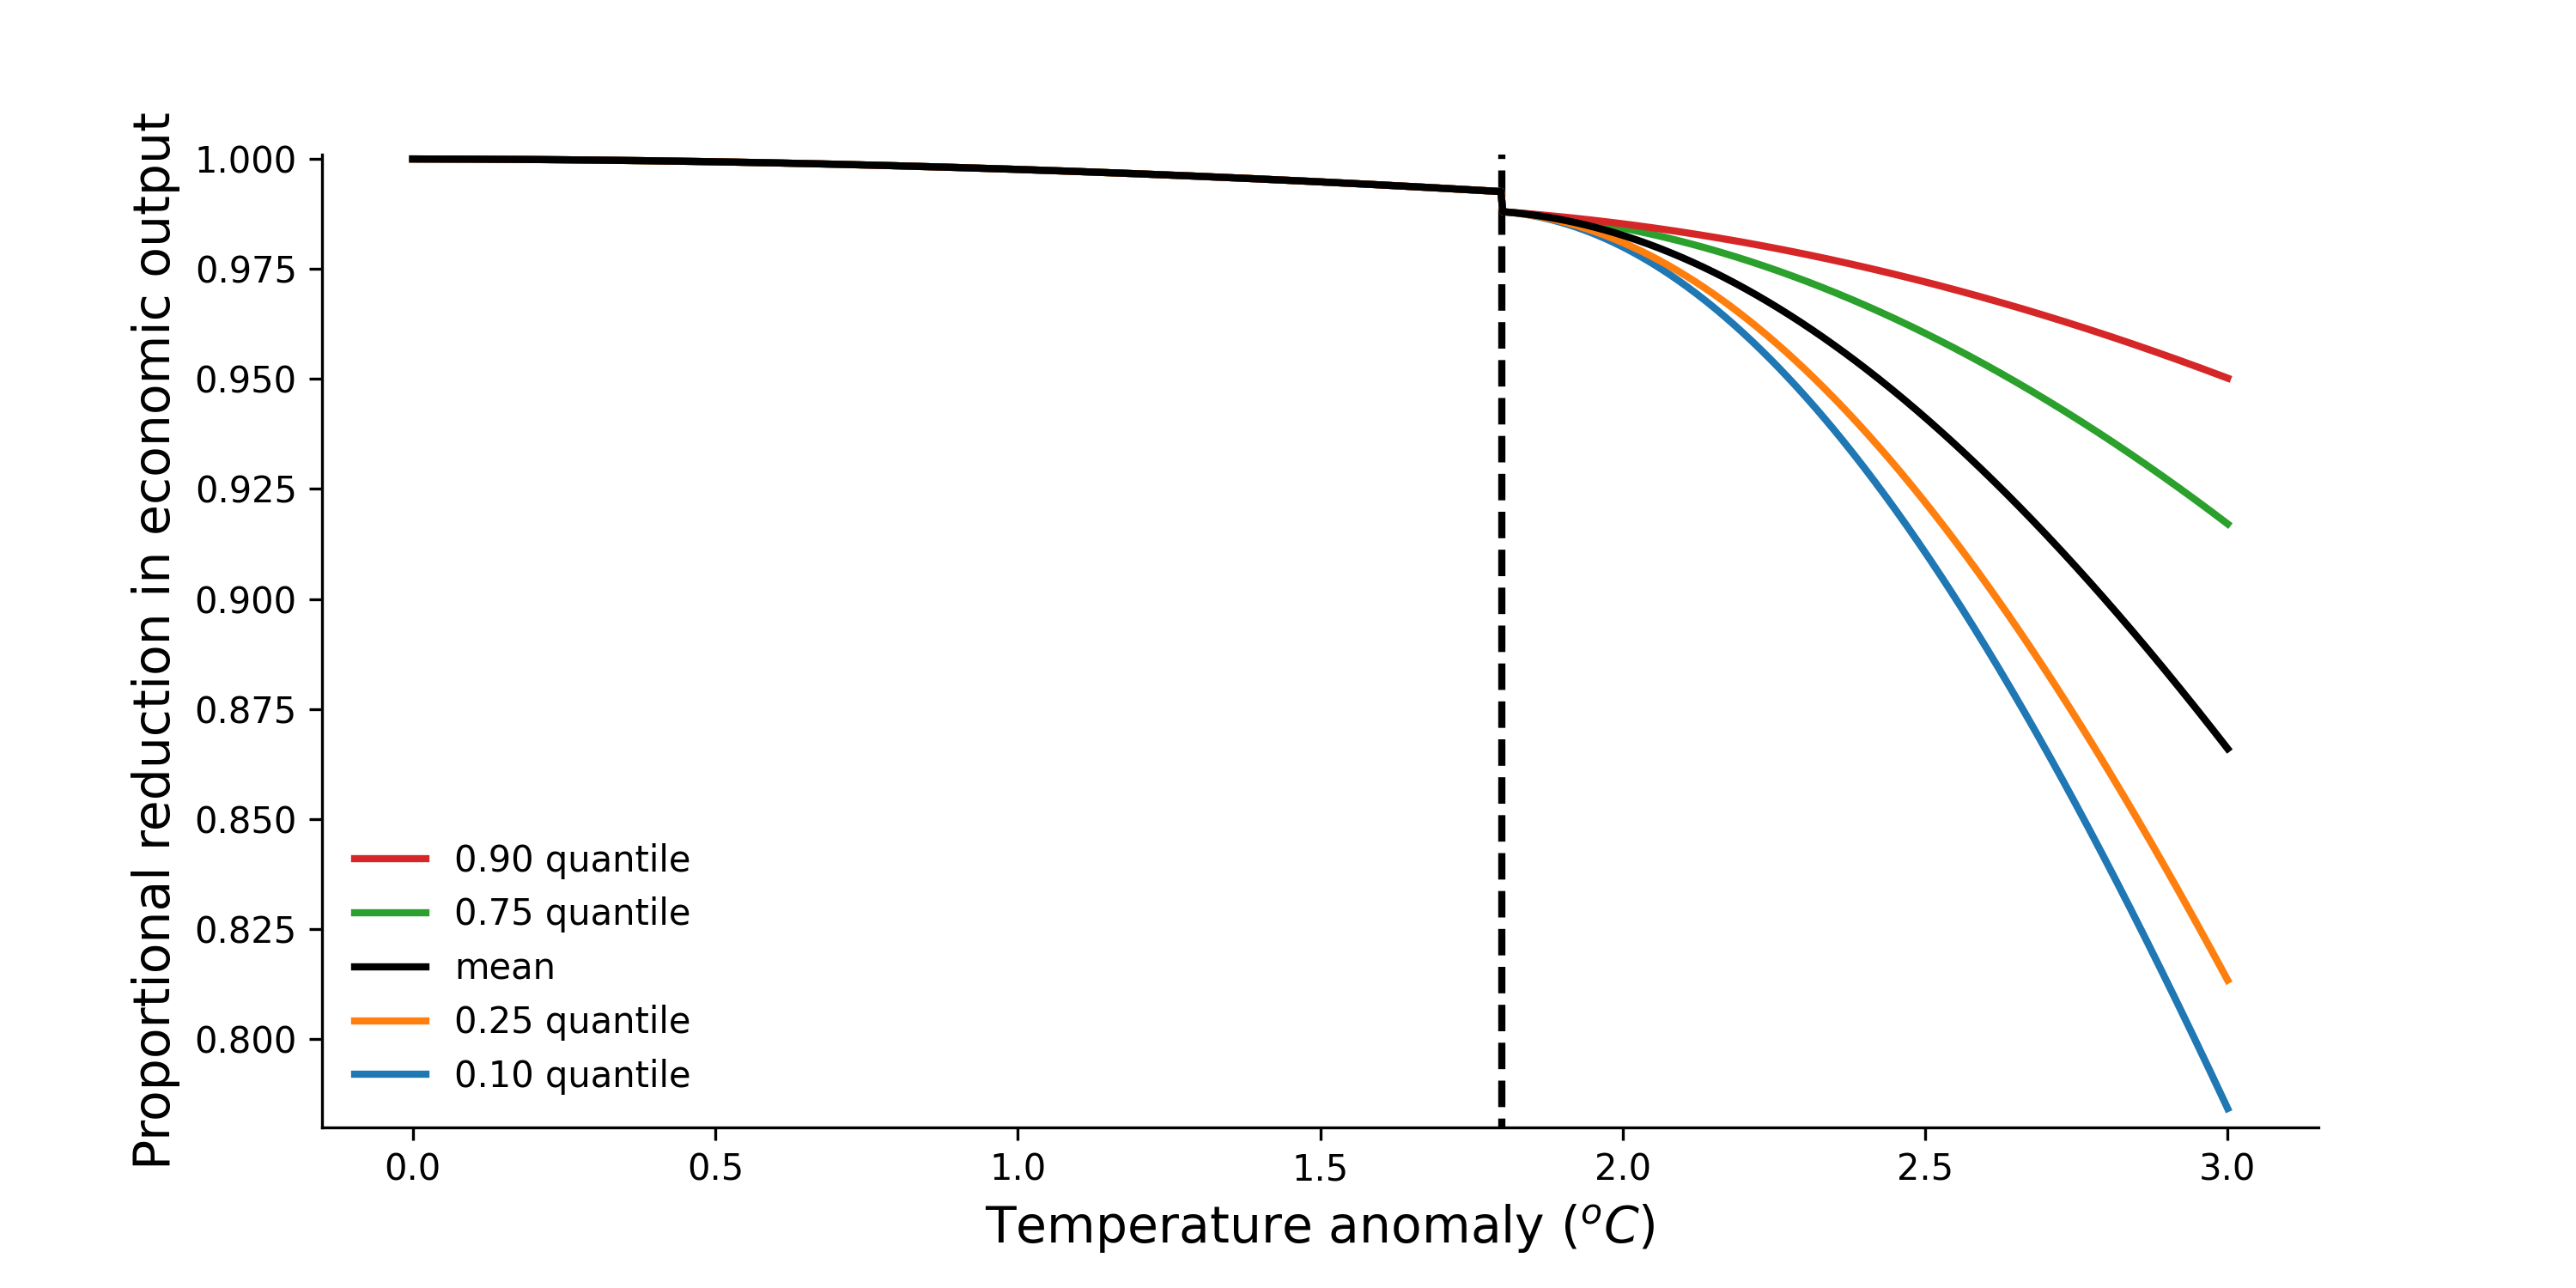 Proportional reduction in economic output
1.000
0.975
0.950
0.925
0.900
0.875
0.850
0.825
0.800
0.90 quantile
0.75 quantile
mean
0.25 quantile
0.10 quantile
0.0 0.5 1.0 1.5 2.0 2.5 3.0
Temperature anomaly (°C)